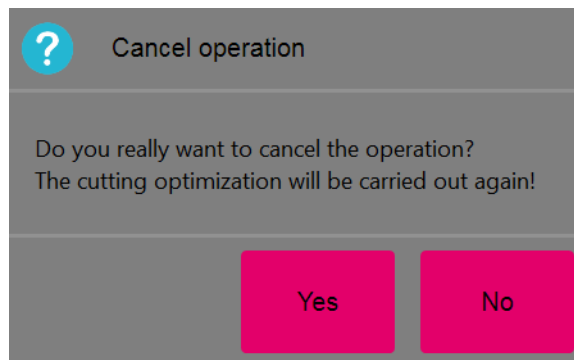 ?
Cancel operation
Do you really want to cancel the operation?
The cutting optimization will be carried out again!
Yes
No